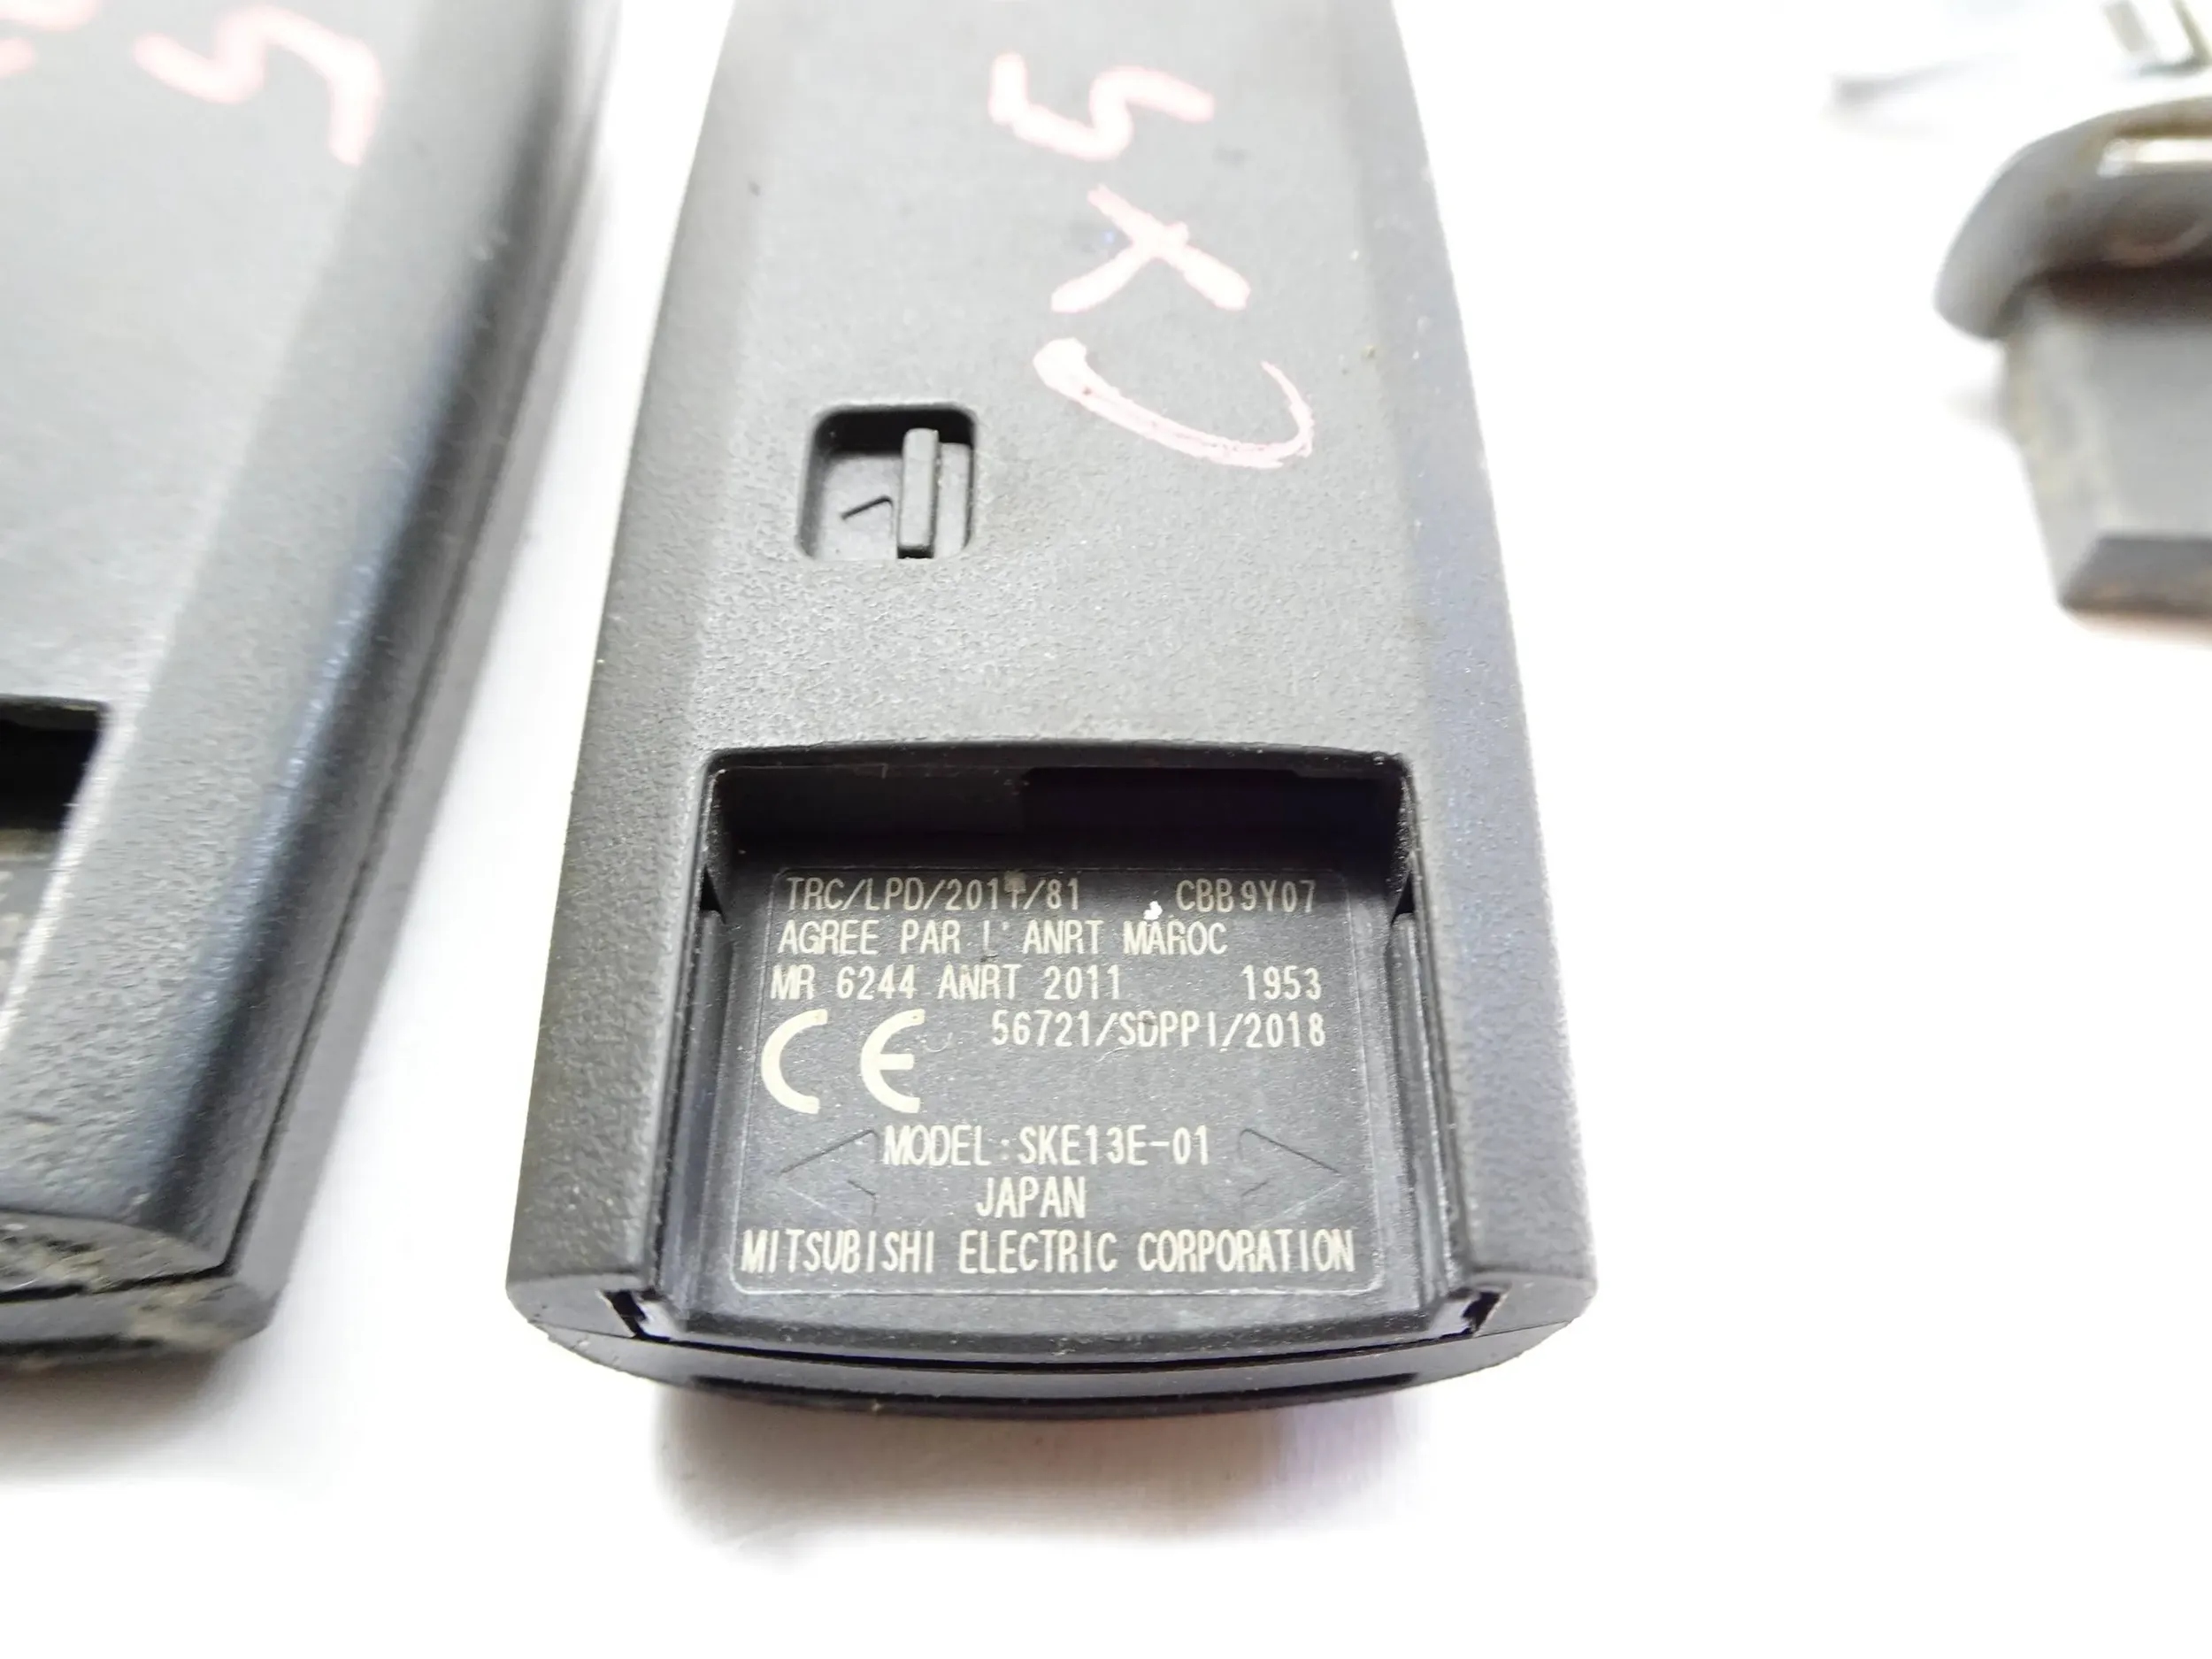 TRC/LPD/2011/81 CBB9Y07
AGREE PAR L'ANRT MAROC
MR 6244 ANRT 2011 1953
CE 56721/SDPPI/2018
MODEL:SKE13E-01
JAPAN
MITSUBISHI ELECTRIC CORPORATION